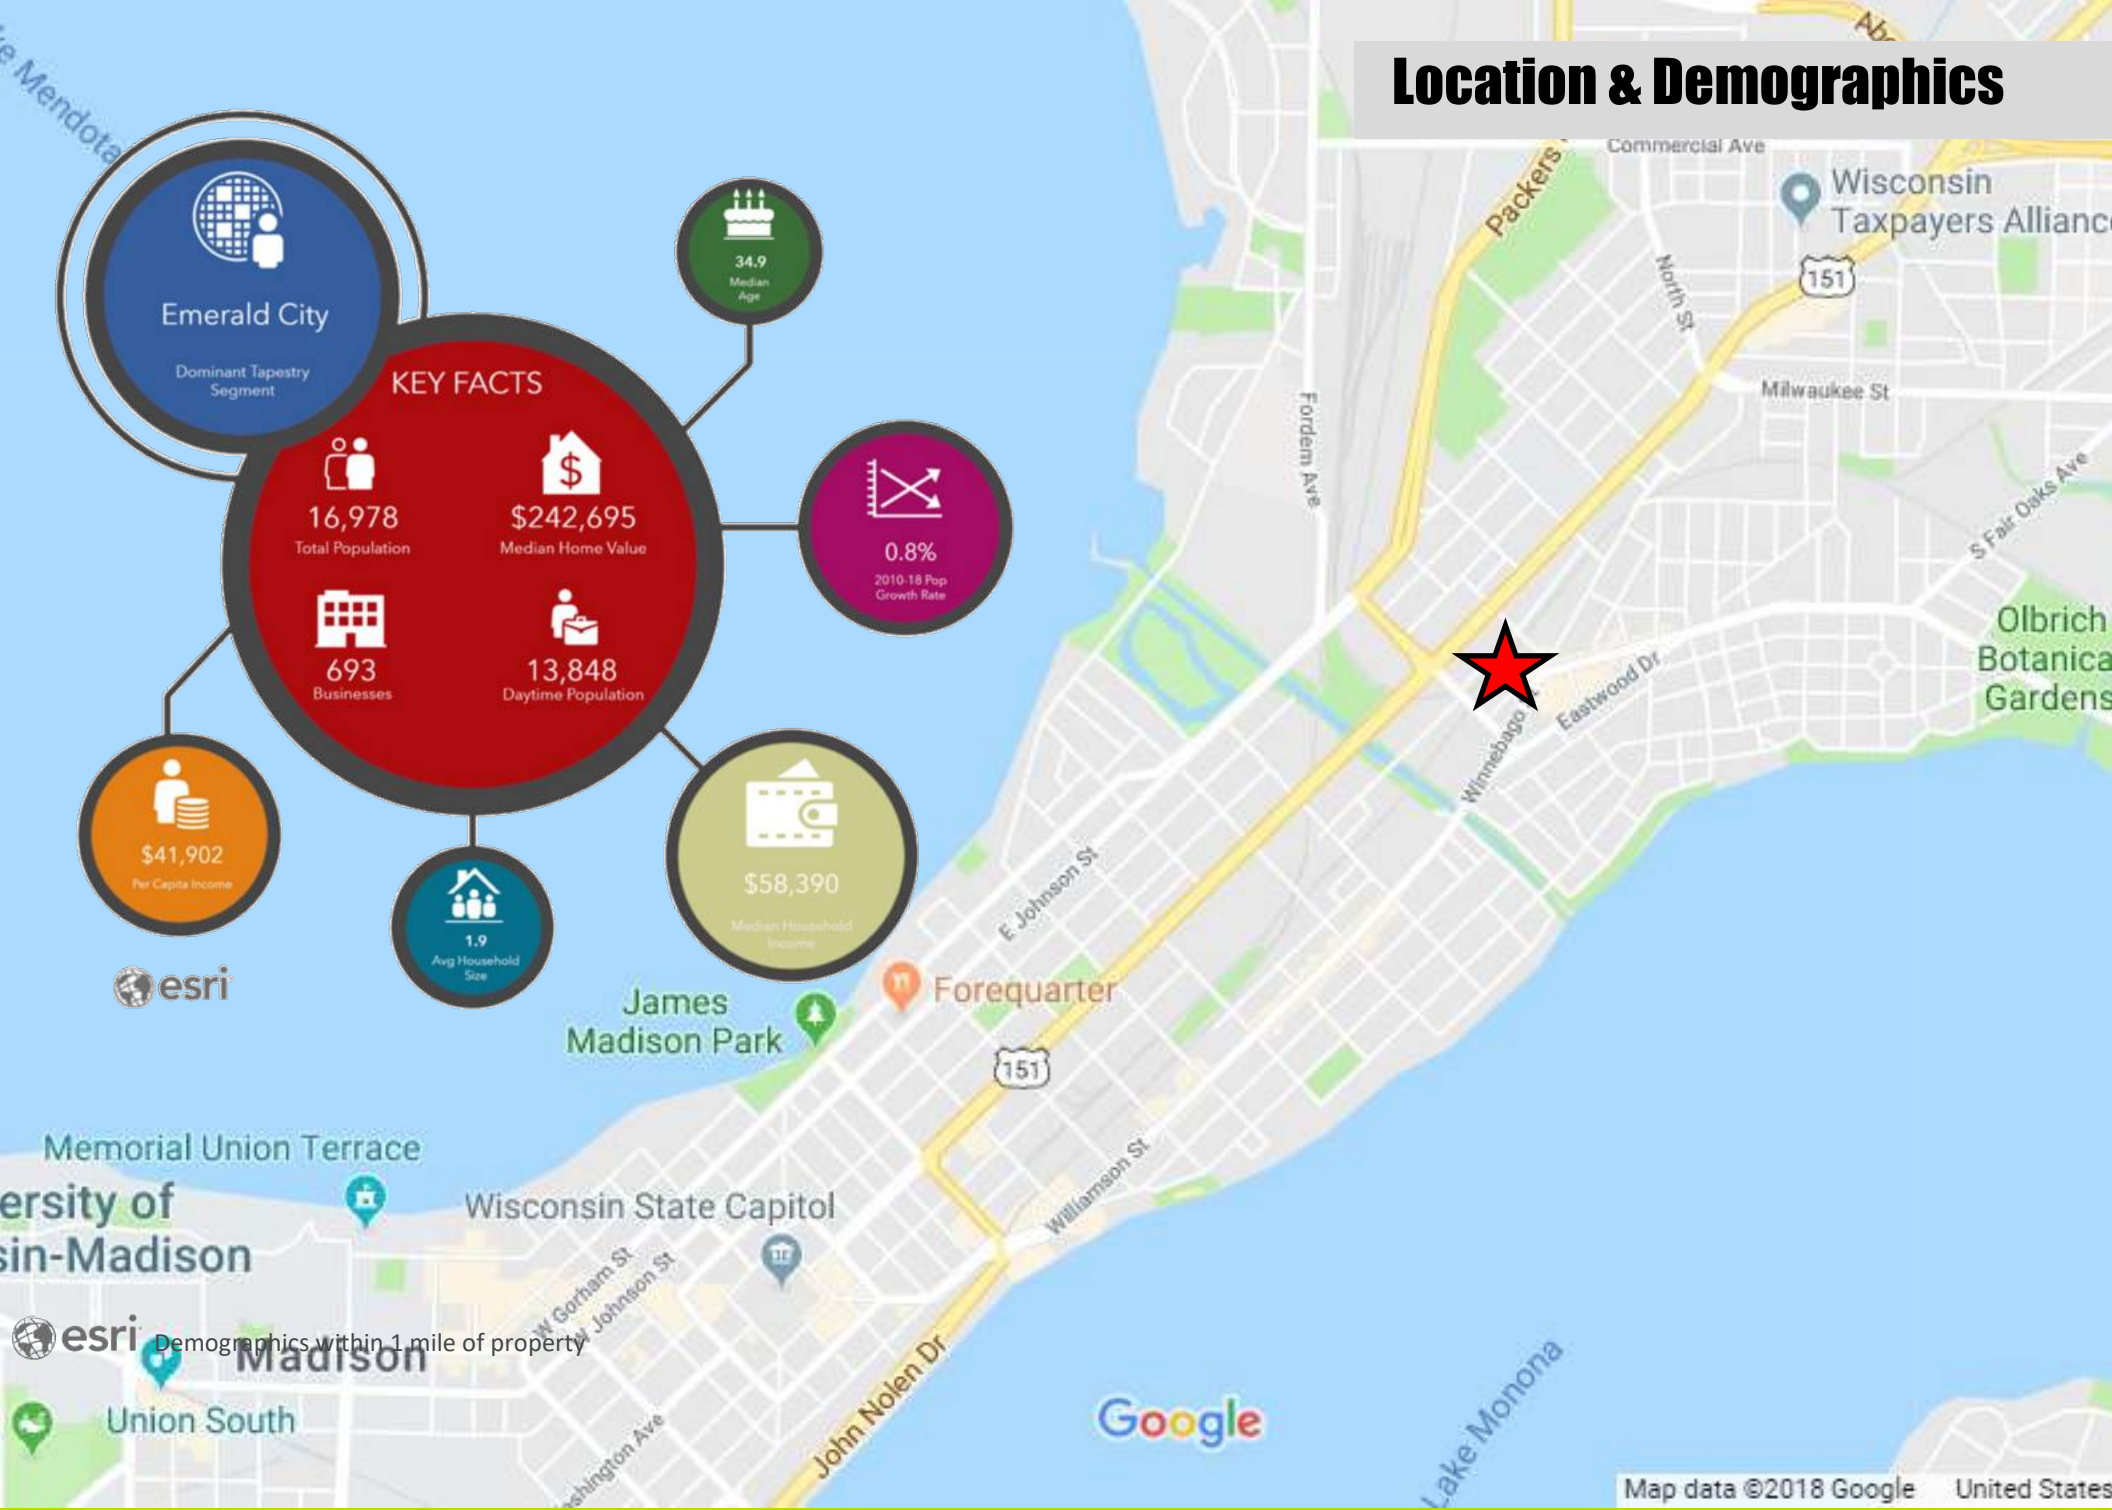 Location & Demographics
Emerald City
Dominant Tapestry
Segment
KEY FACTS
16,978
Total Population
$242,695
Median Home Value
693
Businesses
13,848
Daytime Population
34.9
Median
Age
0.8%
2010-18 Pop
Growth Rate
$41,902
Per Capita Income
1.9
Avg Household
Size
$58,390
Median Household
Income
esri
esri
Demographics within 1 mile of property
Mendota
Commercial Ave
Packers
Wisconsin
Taxpayers Alliance
151
North St
Milwaukee St
Fordem Ave
S Fair Oaks Ave
Olbrich
Botanica
Gardens
Eastwood Dr
Winnebago
E Johnson St
Forequarter
James
Madison Park
151
Williamson St
Memorial Union Terrace
ersity of
sin-Madison
Wisconsin State Capitol
W Gorham St
W Johnson St
Madison
Union South
John Nolen Dr
shington Ave
Google
Lake Monona
Map data ©2018 Google
United States